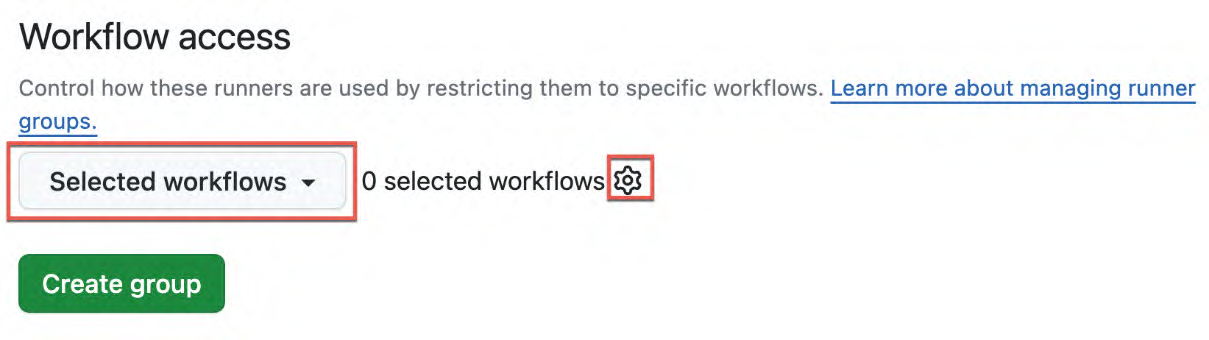 Workflow access
Control how these runners are used by restricting them to specific workflows. Learn more about managing runner
groups.
Selected workflows 0 selected workflows
Create group